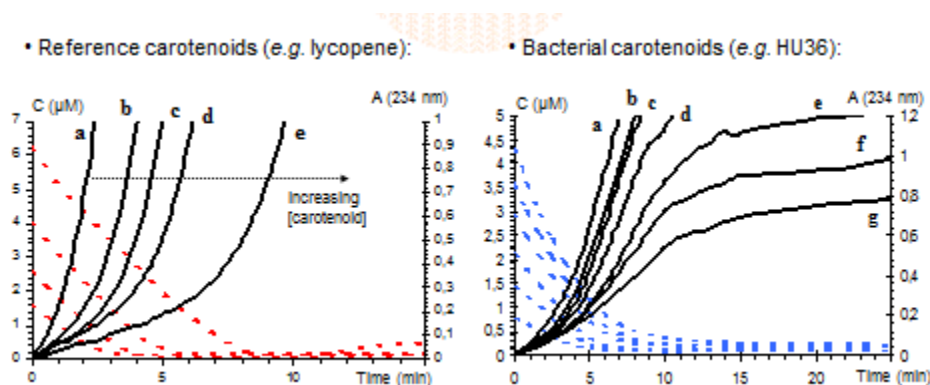 • Reference carotenoids (e.g. lycopene):
C (µM)
A (234 nm)
7
6
5
4
3
2
1
0
a
b
c
d
e
Increasing
[carotenoid]
1
0,9
0,8
0,7
0,6
0,5
0,4
0,3
0,2
0,1
0
0 5 10
Time (min)
• Bacterial carotenoids (e.g. HU36):
C (µM)
A (234 nm)
5
4,5
4
3,5
3
2,5
2
1,5
1
0,5
0
a
b
c
d
e
f
g
1,2
1
0,8
0,6
0,4
0,2
0
0 5 10 15 20
Time (min)